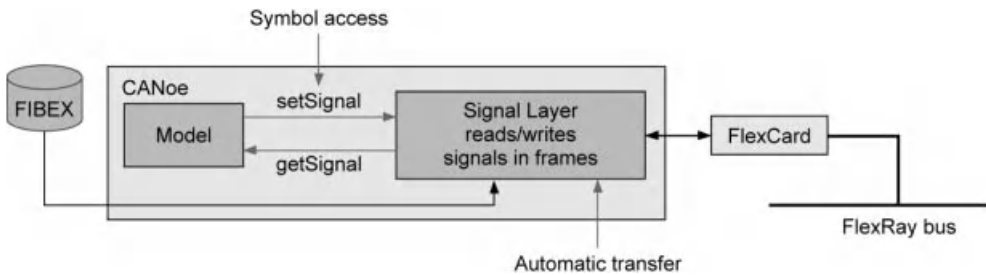 Symbol access
FIBEX
CANoe
Model
setSignal
getSignal
Signal Layer
reads/writes
signals in frames
FlexCard
FlexRay bus
Automatic transfer